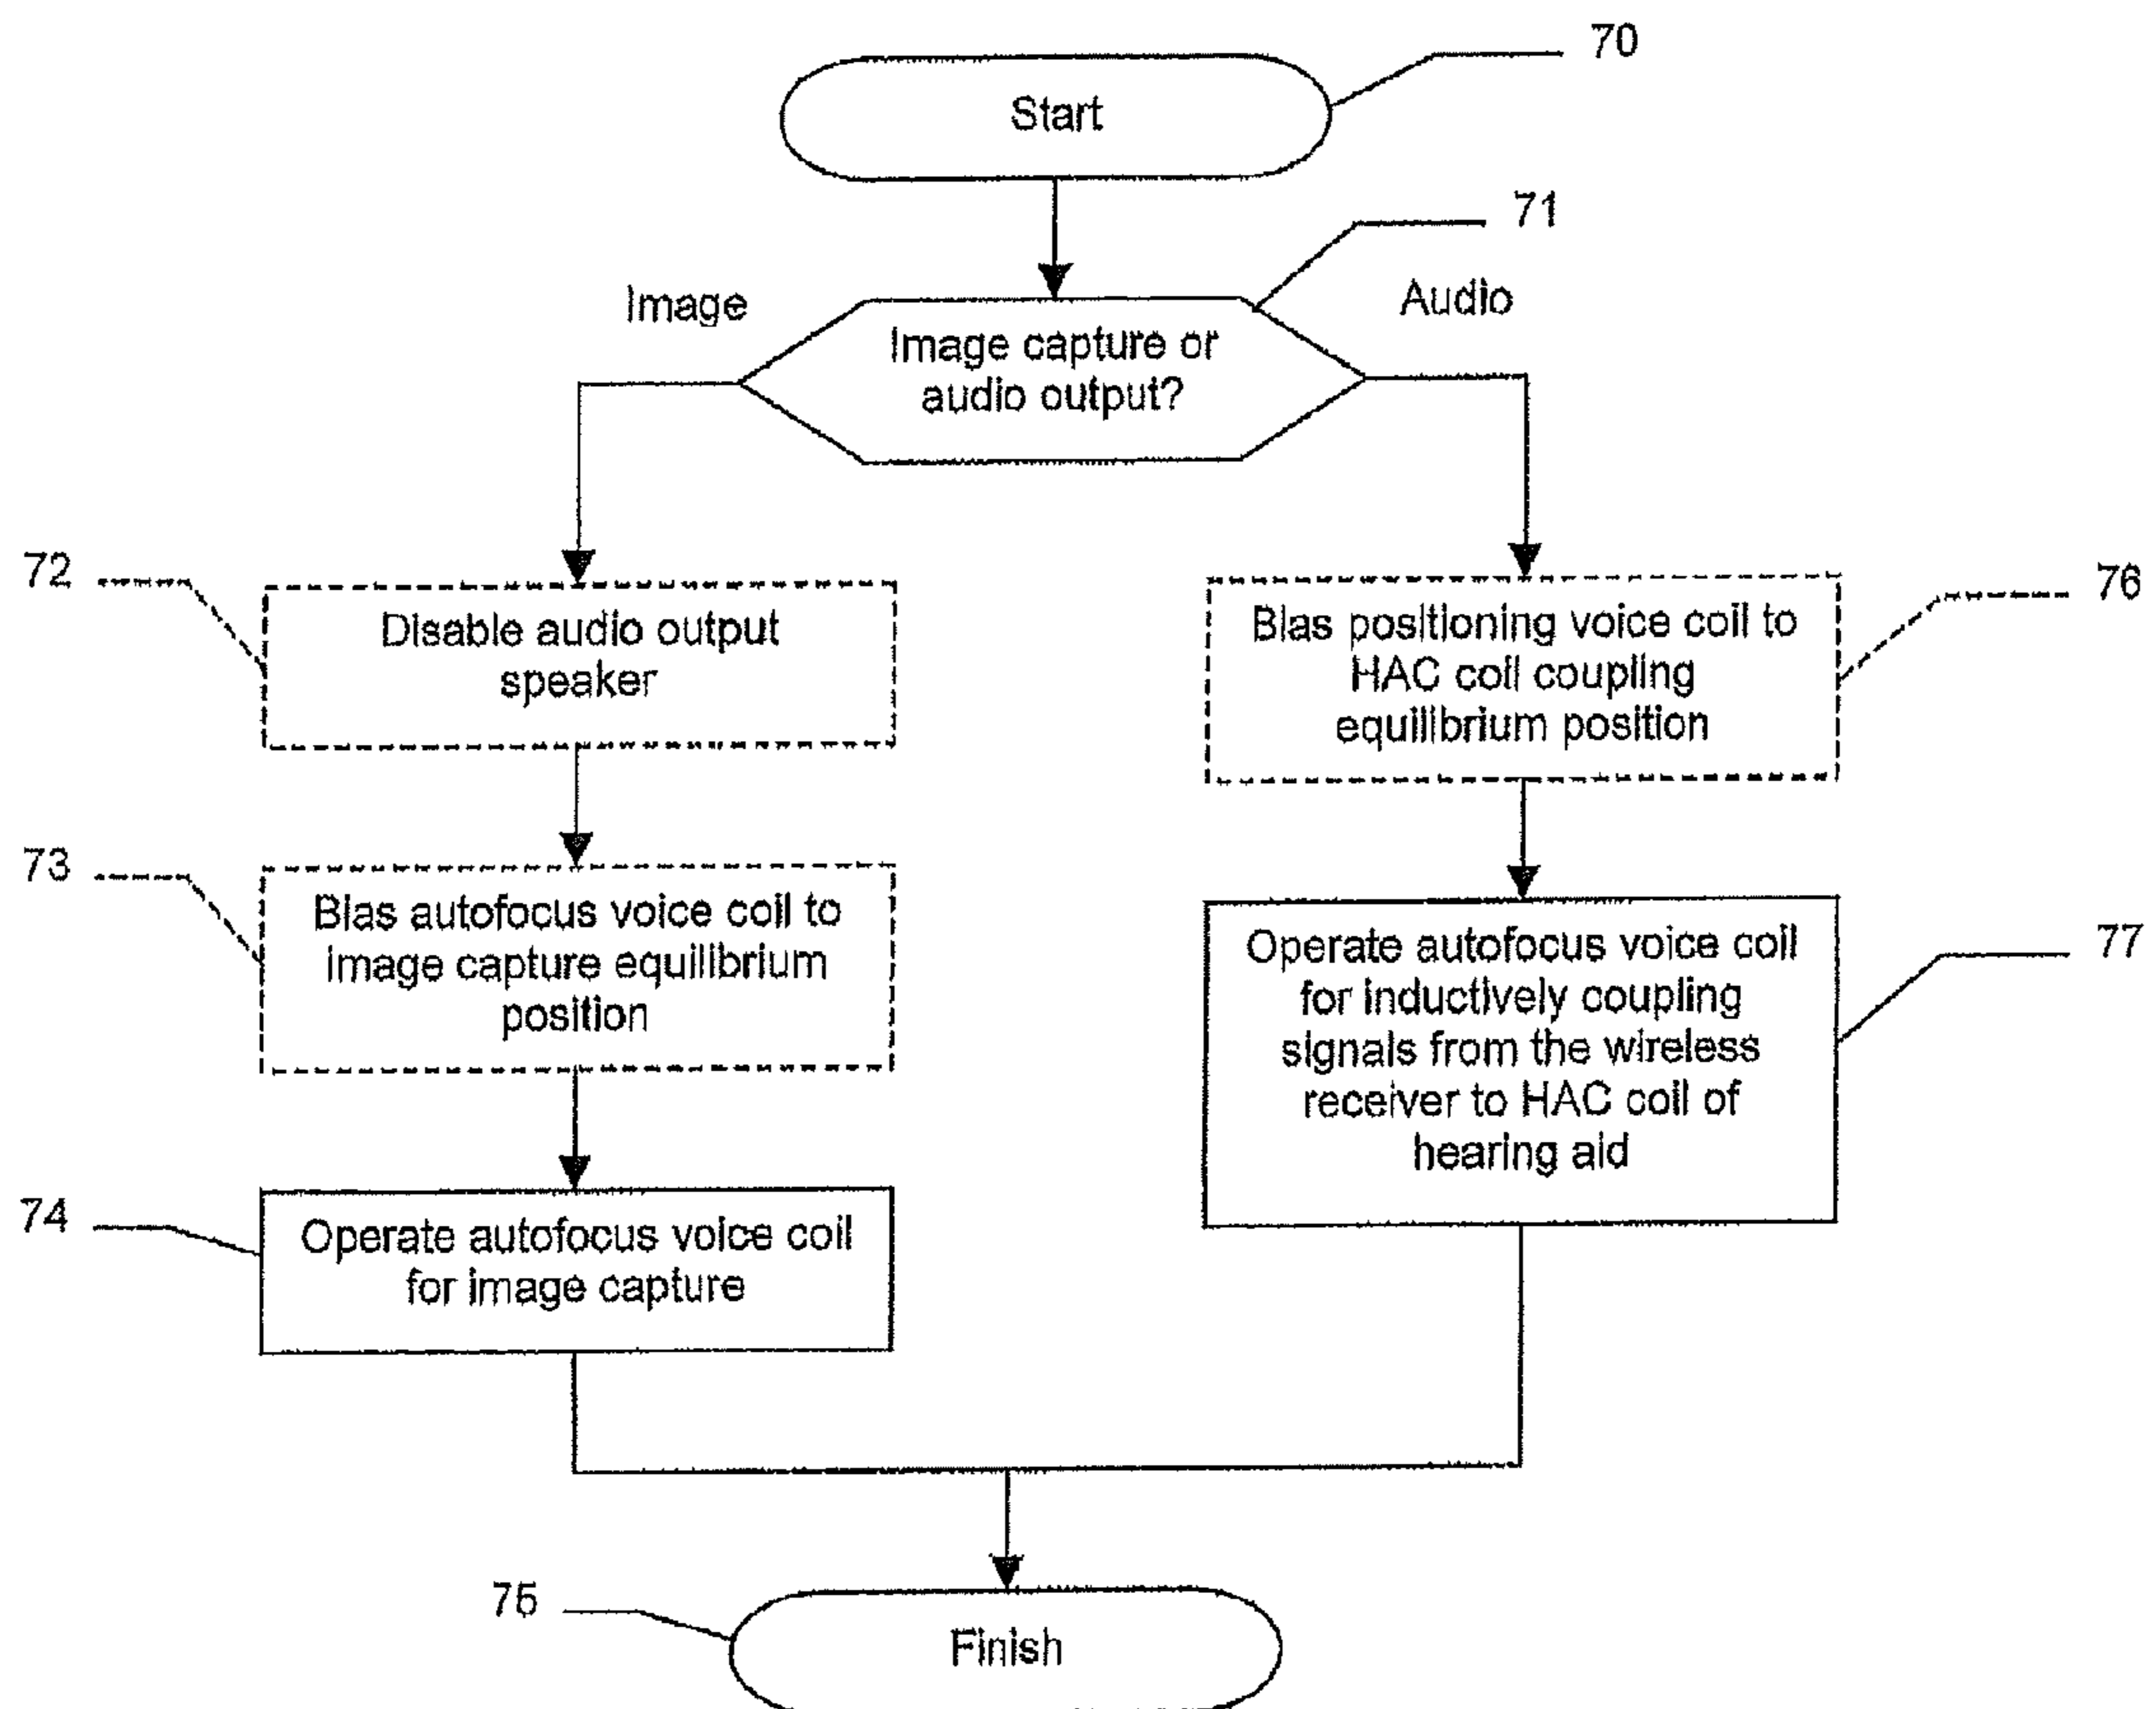 70
Start
71
Image
Audio
Image capture or
audio output?
72
Disable audio output
speaker
76
Bias positioning voice coil to
HAC coil coupling
equilibrium position
73
Bias autofocus voice coil to
image capture equilibrium
position
77
Operate autofocus voice coil
for inductively coupling
signals from the wireless
receiver to HAC coil of
hearing aid
74
Operate autofocus voice coil
for image capture
75
Finish